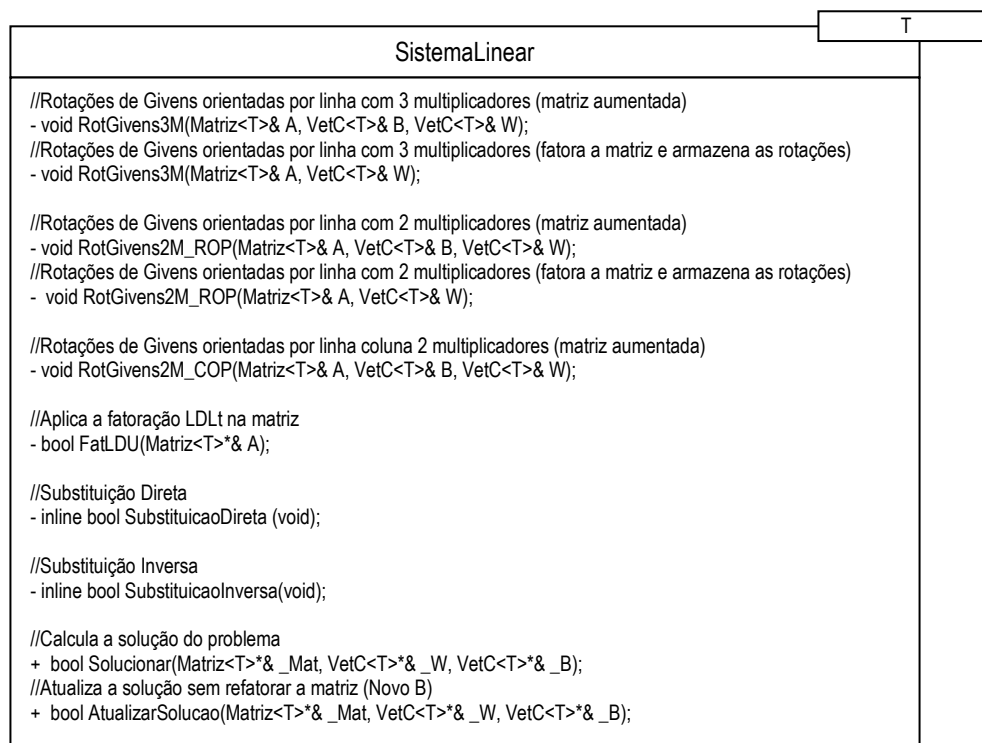 T
SistemaLinear
//Rotações de Givens orientadas por linha com 3 multiplicadores (matriz aumentada)
- void RotGivens3M(Matriz<T>& A, VetC<T>& B, VetC<T>& W);
//Rotações de Givens orientadas por linha com 3 multiplicadores (fatora a matriz e armazena as rotações)
- void RotGivens3M(Matriz<T>& A, VetC<T>& W);
//Rotações de Givens orientadas por linha com 2 multiplicadores (matriz aumentada)
- void RotGivens2M_ROP(Matriz<T>& A, VetC<T>& B, VetC<T>& W);
//Rotações de Givens orientadas por linha com 2 multiplicadores (fatora a matriz e armazena as rotações)
- void RotGivens2M_ROP(Matriz<T>& A, VetC<T>& W);
//Rotações de Givens orientadas por linha coluna 2 multiplicadores (matriz aumentada)
- void RotGivens2M_COP(Matriz<T>& A, VetC<T>& B, VetC<T>& W);
//Aplica a fatoração LDLt na matriz
- bool FatLDU(Matriz<T>*& A);
//Substituição Direta
- inline bool SubstituicaoDireta (void);
//Substituição Inversa
- inline bool SubstituicaoInversa(void);
//Calcula a solução do problema
+ bool Solucionar(Matriz<T>*& _Mat, VetC<T>*& _W, VetC<T>*& _B);
//Atualiza a solução sem refatorar a matriz (Novo B)
+ bool AtualizarSolucao(Matriz<T>*& _Mat, VetC<T>*& _W, VetC<T>*& _B);